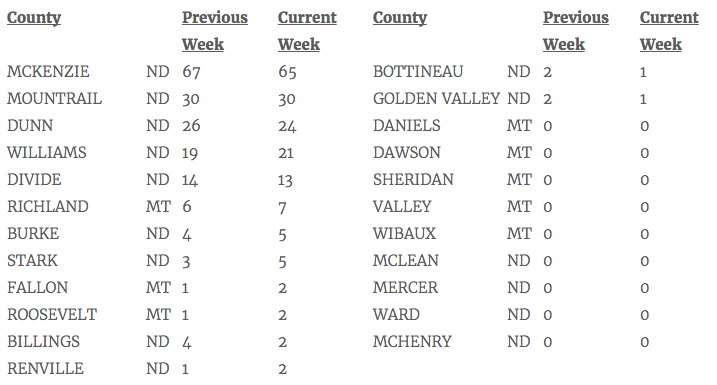 County Previous Week Current Week County Previous Week Current Week
MCKENZIE ND 67 65 BOTTINEAU ND 2 1
MOUNTRAIL ND 30 30 GOLDEN VALLEY ND 2 1
DUNN ND 26 24 DANIELS MT 0 0
WILLIAMS ND 19 21 DAWSON MT 0 0
DIVIDE ND 14 13 SHERIDAN MT 0 0
RICHLAND MT 6 7 VALLEY MT 0 0
BURKE ND 4 5 WIBAUX MT 0 0
STARK ND 3 5 MCLEAN ND 0 0
FALLON MT 1 2 MERCER ND 0 0
ROOSEVELT MT 1 2 WARD ND 0 0
BILLINGS ND 4 2 MCHENRY ND 0 0
RENVILLE ND 1 2